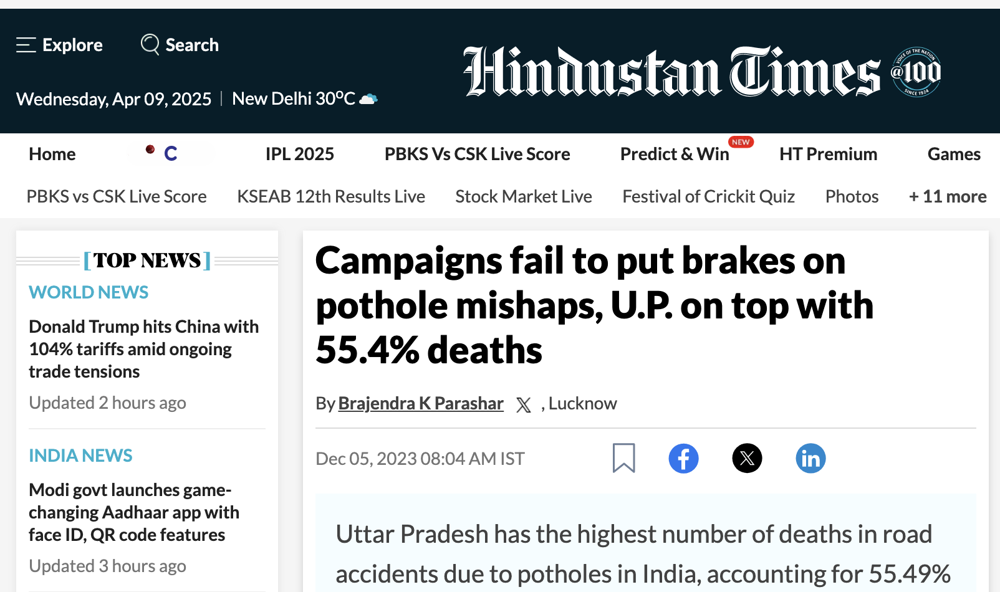 Explore
Search
Hindustan Times
VOICE OF THE NATION
@100
SINCE 1924
Wednesday, Apr 09, 2025 | New Delhi 30°C
Home
C
IPL 2025
PBKS Vs CSK Live Score
Predict & Win
NEW
HT Premium
Games
PBKS vs CSK Live Score
KSEAB 12th Results Live
Stock Market Live
Festival of Crickit Quiz
Photos
+ 11 more
[TOP NEWS]
WORLD NEWS
Donald Trump hits China with
104% tariffs amid ongoing
trade tensions
Updated 2 hours ago
INDIA NEWS
Modi govt launches game-
changing Aadhaar app with
face ID, QR code features
Updated 3 hours ago
Campaigns fail to put brakes on
pothole mishaps, U.P. on top with
55.4% deaths
By Brajendra K Parashar X , Lucknow
Dec 05, 2023 08:04 AM IST
f
X
in
Uttar Pradesh has the highest number of deaths in road
accidents due to potholes in India, accounting for 55.49%